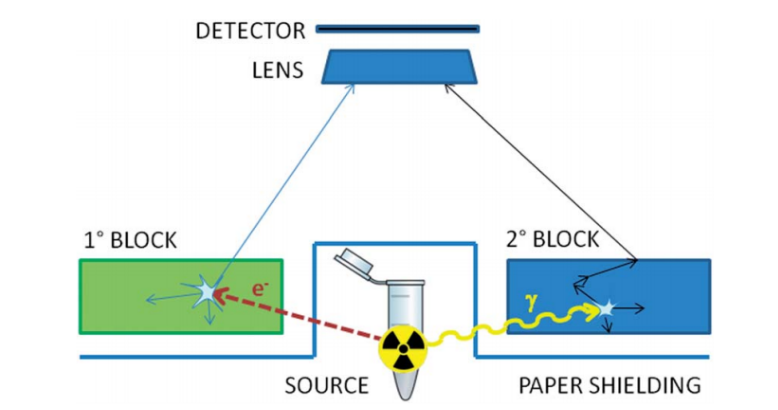 DETECTOR
LENS
1° BLOCK
2° BLOCK
e-
γ
SOURCE
PAPER SHIELDING